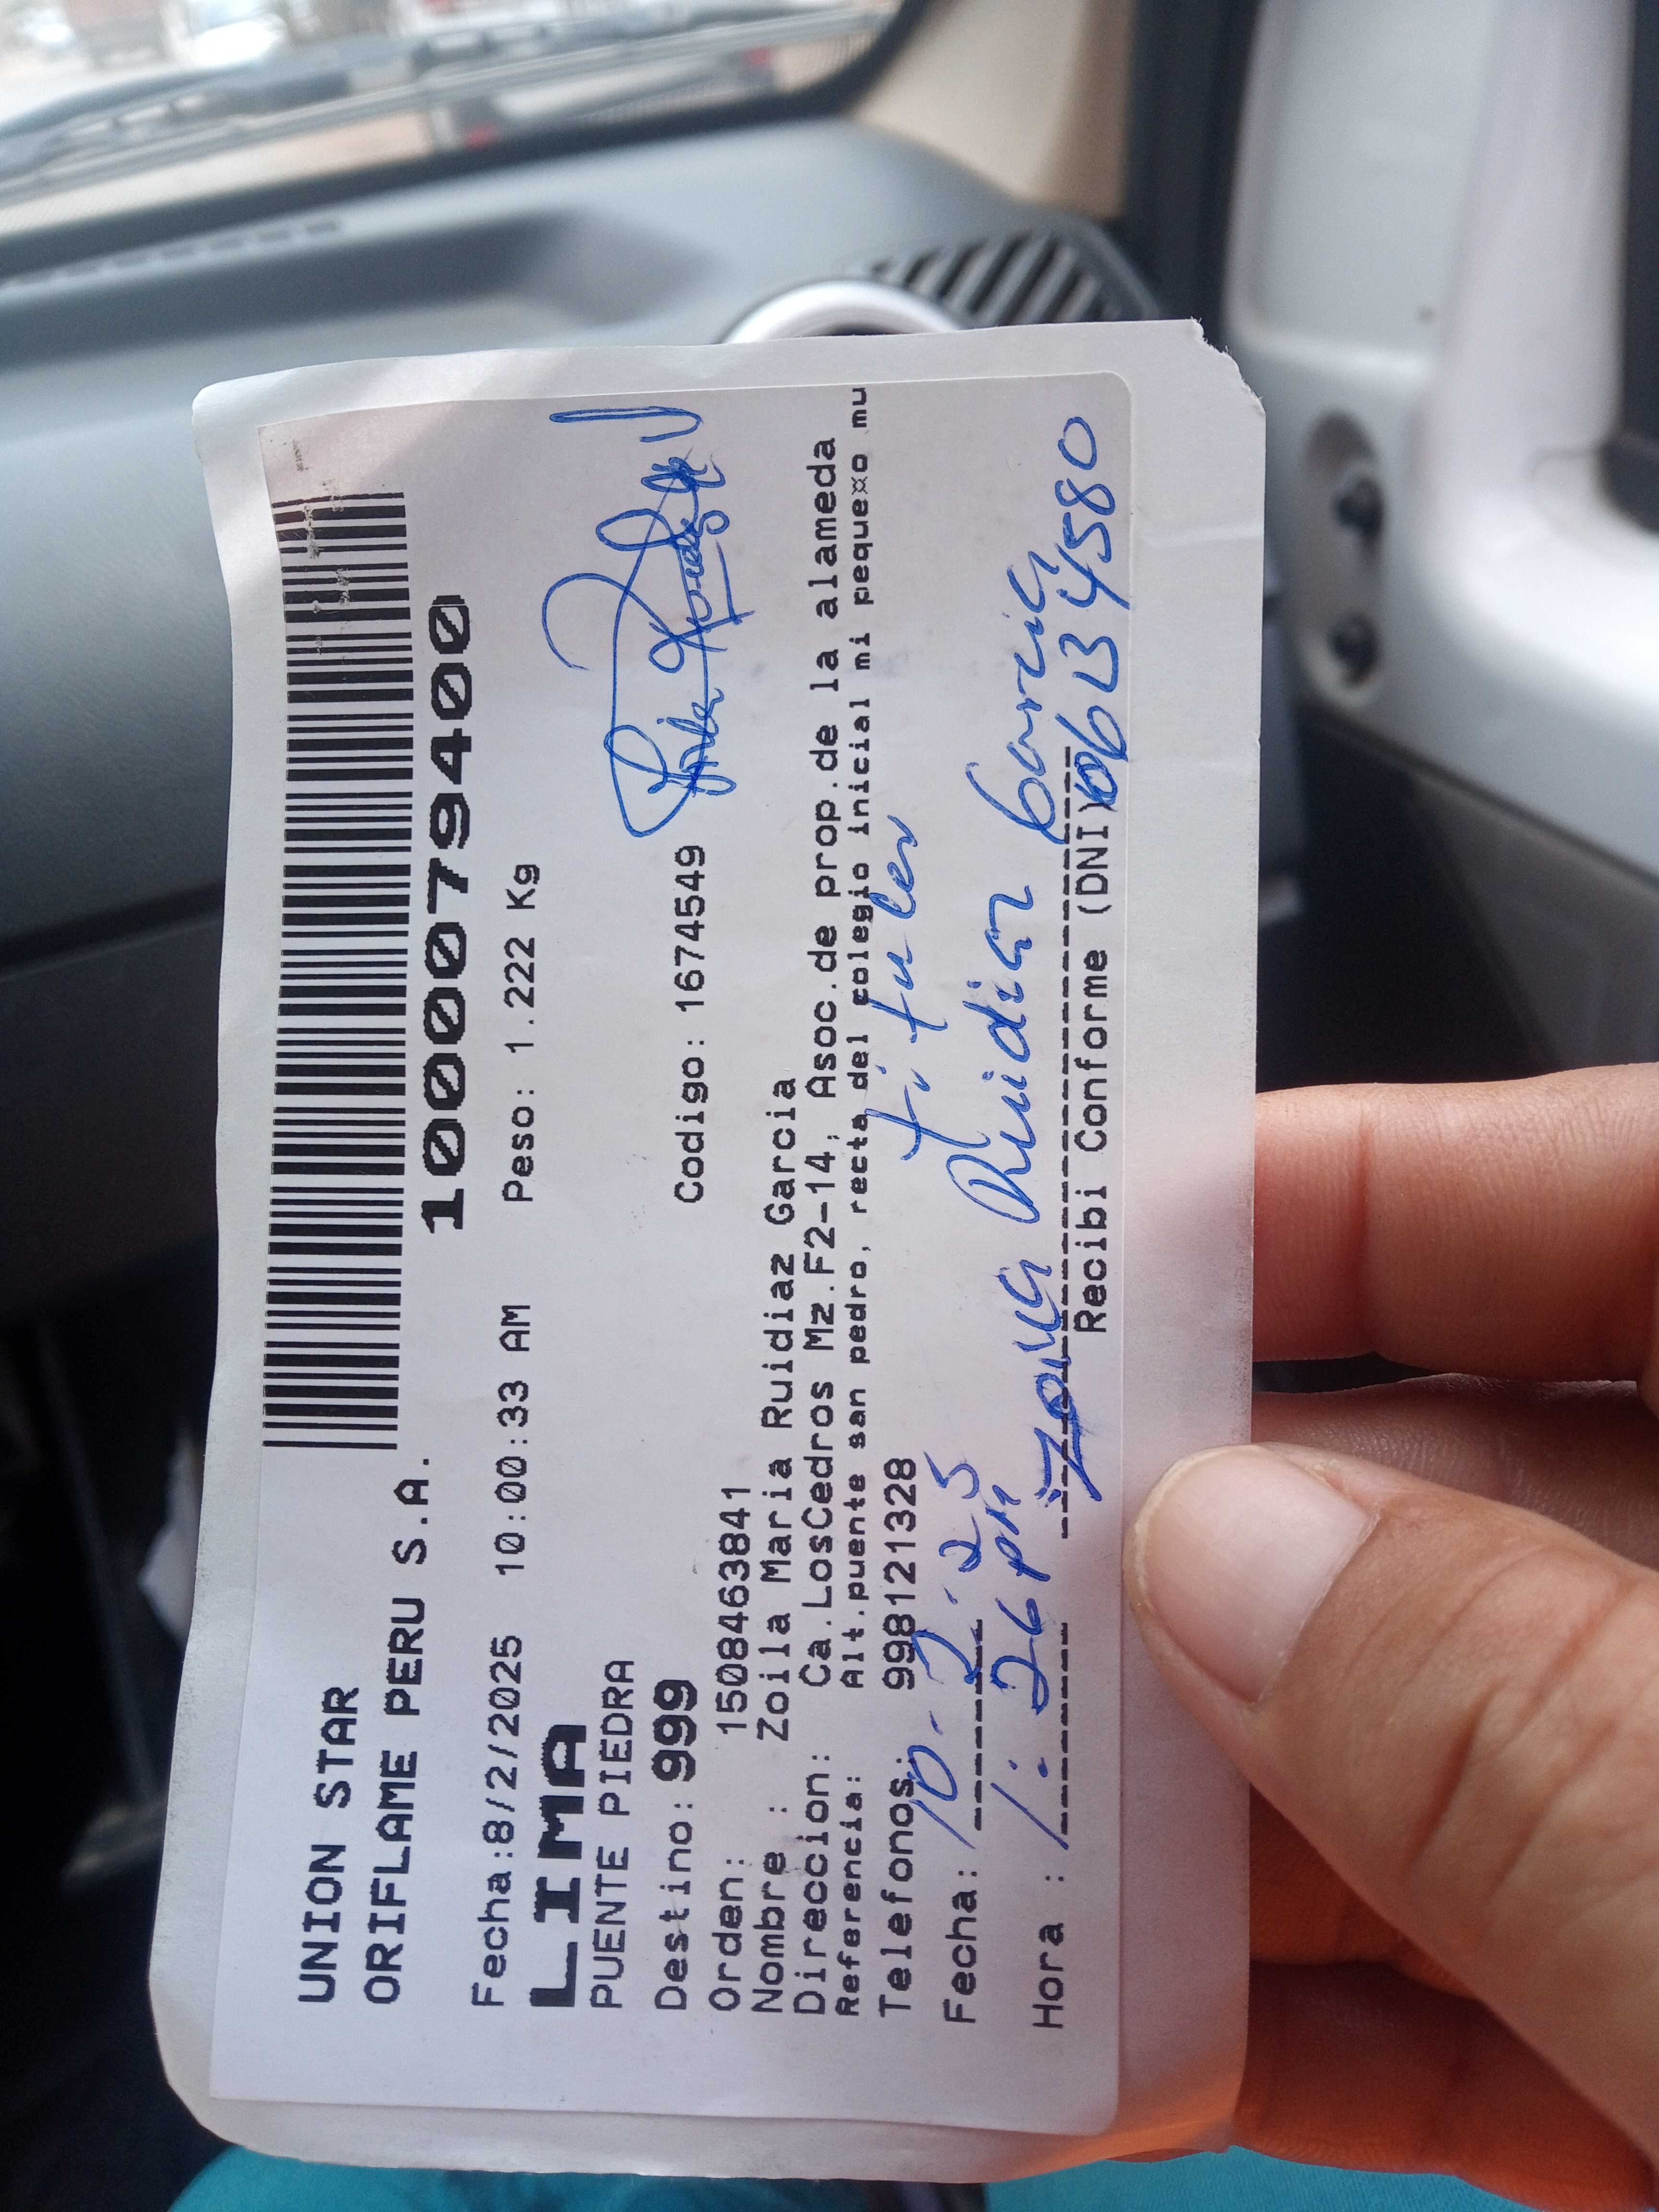 UNION STAR
ORIFLAME PERU S.A.
1000079400
Fecha:8/2/2025 10:00:33 AM Peso: 1.222 Kg
LIMA
PUENTE PIEDRA
Destino: 999 Codigo: 1674549
Orden: 1508463841
Nombre : Zoila Maria Ruidiaz Garcia
Direccion: Ca.LosCedros Mz.F2-14, Asoc.de prop.de la alameda
Referencia: Alt.puente san pedro, recta del colegio inicial mi peque¤o mu
Telefonos: 998121328
titular
Fecha: 10-2-25
Hora : 1:26 pm
Zoila Ruidiaz Garcia
Recibi Conforme (DNI) 06134580